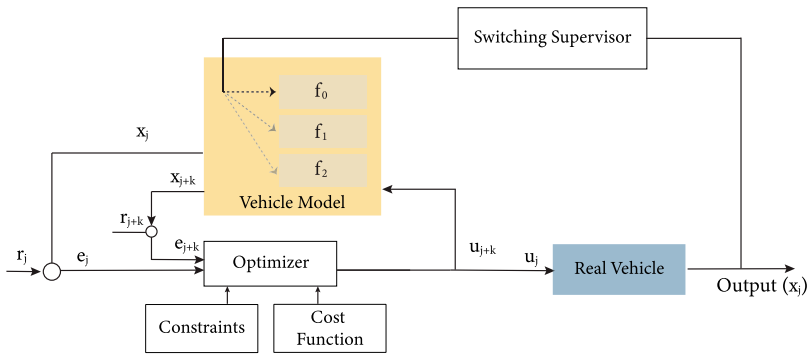 Switching Supervisor
f₀
f₁
f₂
Vehicle Model
xⱼ
xⱼ₊ₖ
rⱼ₊ₖ
eⱼ₊ₖ
rⱼ
eⱼ
Optimizer
uⱼ₊ₖ
uⱼ
Real Vehicle
Output (xⱼ)
Constraints
Cost
Function